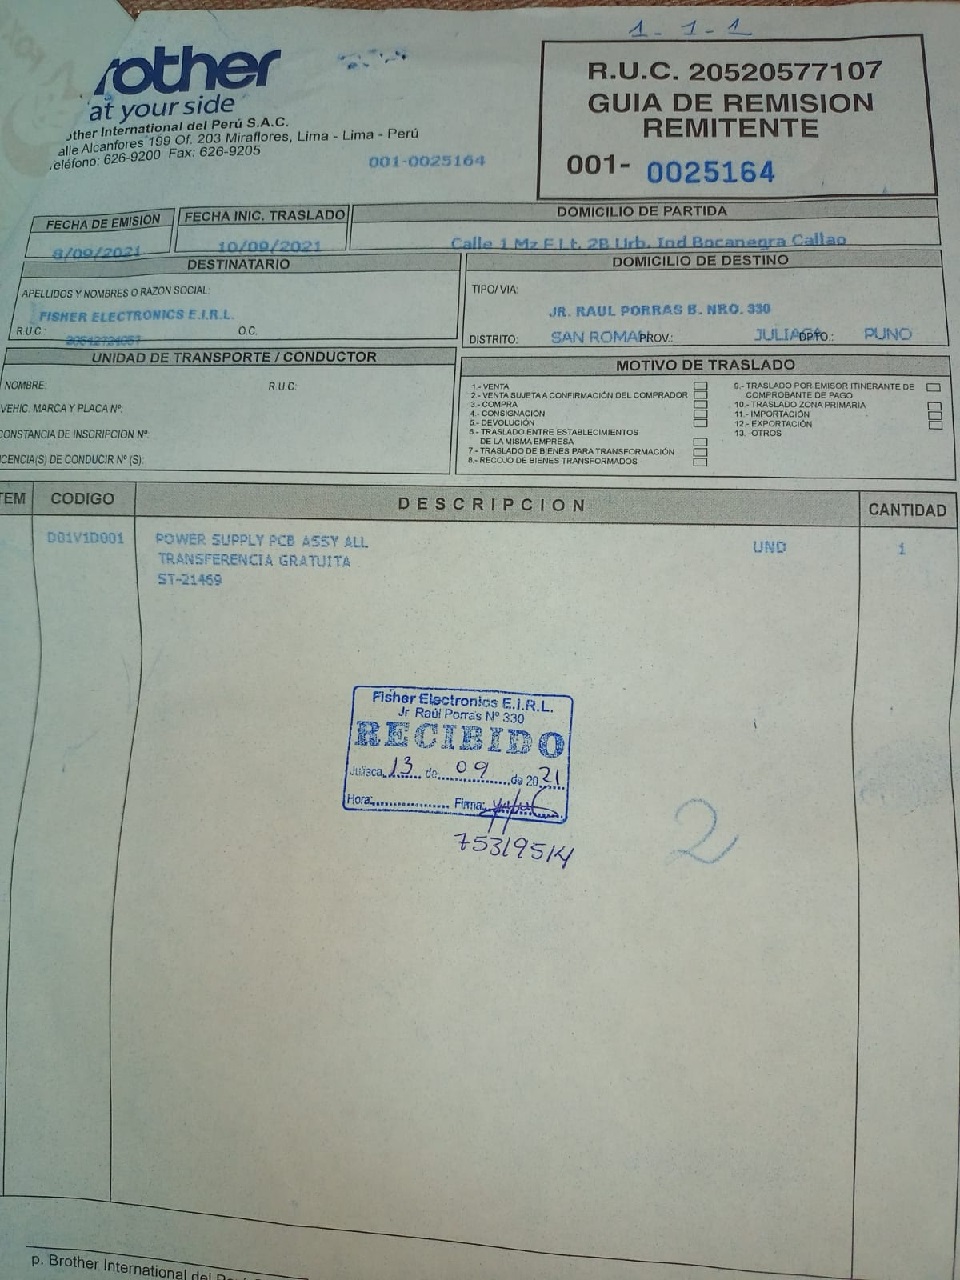 1-1-1
rother
at your side
ther International del Perú S.A.C.
alle Alcanfores 199 Of. 203 Miraflores, Lima - Lima - Perú
eléfono: 626-9200 Fax: 626-9205
001-0025164
R.U.C. 20520577107
GUIA DE REMISION
REMITENTE
001- 0025164
FECHA DE EMISIÓN
FECHA INIC. TRASLADO
DOMICILIO DE PARTIDA
8/09/2021
10/09/2021
Calle 1 Mz F Lt. 2B Urb. Ind Bocanegra Callao
DESTINATARIO
DOMICILIO DE DESTINO
APELLIDOS Y NOMBRES O RAZON SOCIAL:
TIPO/VIA:
FISHER ELECTRONICS E.I.R.L.
JR. RAUL PORRAS B. NRO. 330
R.U.C. O.C.
DISTRITO: SAN ROMA PROV.: JULIACA DPTO.: PUNO
UNIDAD DE TRANSPORTE / CONDUCTOR
MOTIVO DE TRASLADO
NOMBRE: R.U.C:
VEHIC. MARCA Y PLACA Nº:
CONSTANCIA DE INSCRIPCION Nº:
CENCIA(S) DE CONDUCIR Nº (S):
1.- VENTA
2.- VENTA SUJETA A CONFIRMACIÓN DEL COMPRADOR
3.- COMPRA
4.- CONSIGNACIÓN
5.- DEVOLUCIÓN
6.- TRASLADO ENTRE ESTABLECIMIENTOS
DE LA MISMA EMPRESA
7.- TRASLADO DE BIENES PARA TRANSFORMACIÓN
8.- RECOJO DE BIENES TRANSFORMADOS
9.- TRASLADO POR EMISOR ITINERANTE DE
COMPROBANTE DE PAGO
10.- TRASLADO ZONA PRIMARIA
11.- IMPORTACIÓN
12.- EXPORTACIÓN
13. OTROS
TEM CODIGO DESCRIPCION CANTIDAD
D01V1D001 POWER SUPPLY PCB ASSY ALL UND 1
TRANSFERENCIA GRATUITA
ST-21469
Fisher Electronics E.I.R.L.
Jr Raúl Porras Nº 330
RECIBIDO
Juliaca, 13 de 09 de 2021
Hora: Firma:
75319514
2
p. Brother International del